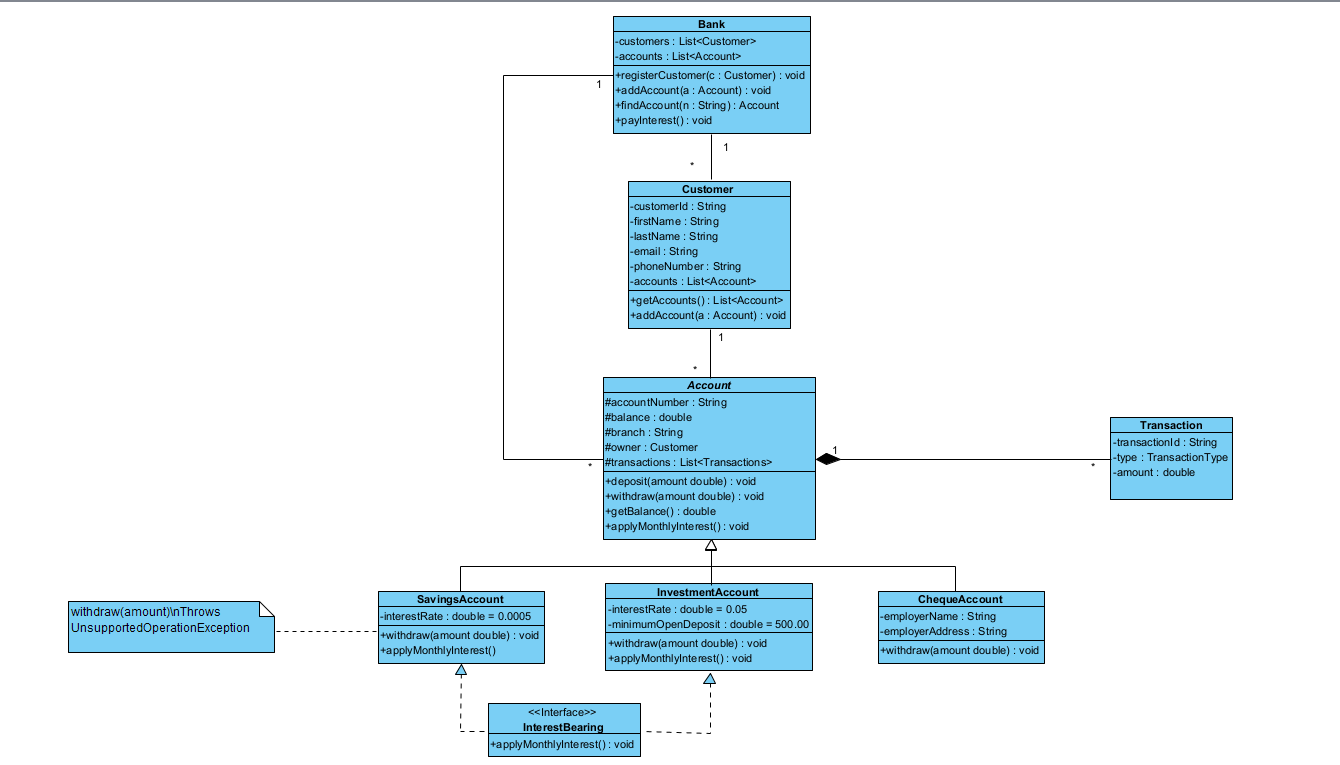 Bank
-customers : List<Customer>
-accounts : List<Account>
+registerCustomer(c : Customer) : void
+addAccount(a : Account) : void
+findAccount(n : String) : Account
+payInterest() : void
1
1
*
Customer
-customerId : String
-firstName : String
-lastName : String
-email : String
-phoneNumber : String
-accounts : List<Account>
+getAccounts() : List<Account>
+addAccount(a : Account) : void
1
*
Account
#accountNumber : String
#balance : double
#branch : String
#owner : Customer
#transactions : List<Transactions>
+deposit(amount double) : void
+withdraw(amount double) : void
+getBalance() : double
+applyMonthlyInterest() : void
*
1
*
Transaction
-transactionId : String
-type : TransactionType
-amount : double
withdraw(amount)\nThrows
UnsupportedOperationException
SavingsAccount
-interestRate : double = 0.0005
+withdraw(amount double) : void
+applyMonthlyInterest()
InvestmentAccount
-interestRate : double = 0.05
-minimumOpenDeposit : double = 500.00
+withdraw(amount double) : void
+applyMonthlyInterest() : void
ChequeAccount
-employerName : String
-employerAddress : String
+withdraw(amount double) : void
<<Interface>>
InterestBearing
+applyMonthlyInterest() : void